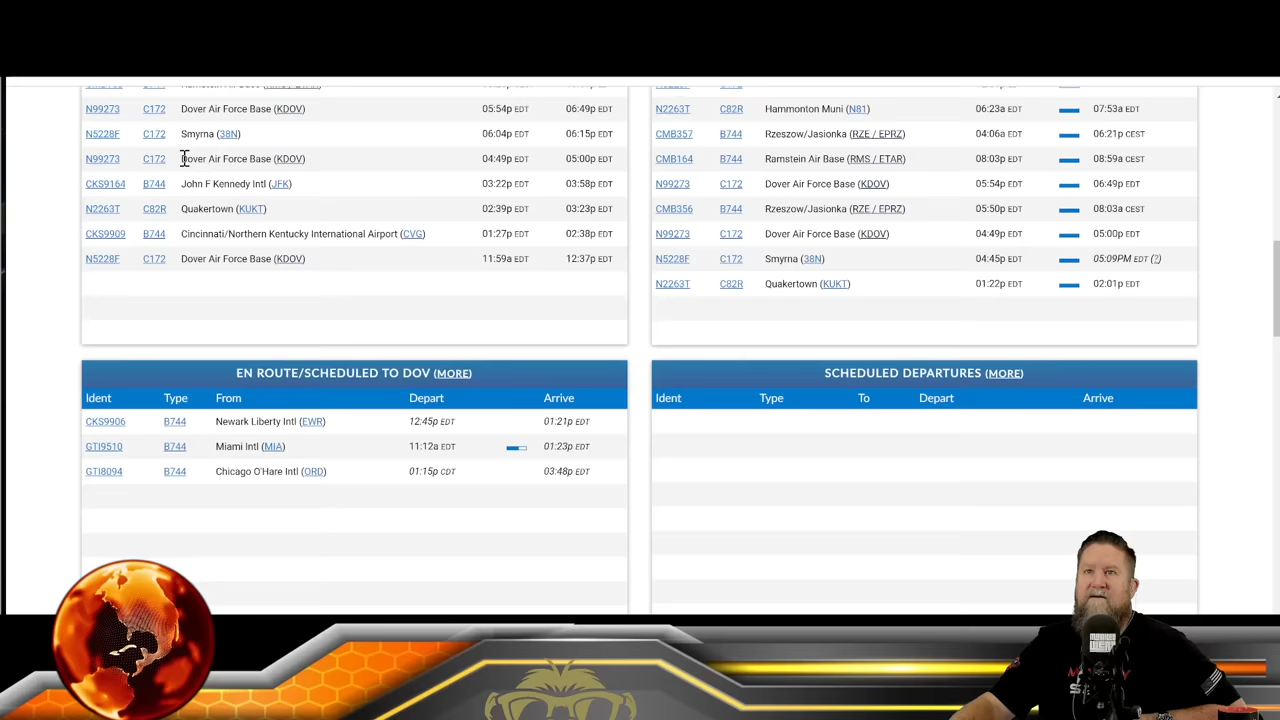 N99273 C172 Dover Air Force Base (KDOV) 05:54p EDT 06:49p EDT
N5228F C172 Smyrna (38N) 06:04p EDT 06:15p EDT
N99273 C172 Dover Air Force Base (KDOV) 04:49p EDT 05:00p EDT
CKS9164 B744 John F Kennedy Intl (JFK) 03:22p EDT 03:58p EDT
N2263T C82R Quakertown (KUKT) 02:39p EDT 03:23p EDT
CKS9909 B744 Cincinnati/Northern Kentucky International Airport (CVG) 01:27p EDT 02:38p EDT
N5228F C172 Dover Air Force Base (KDOV) 11:59a EDT 12:37p EDT
N2263T C82R Hammonton Muni (N81) 06:23a EDT 07:53a EDT
CMB357 B744 Rzeszow/Jasionka (RZE / EPRZ) 04:06a EDT 06:21p CEST
CMB164 B744 Ramstein Air Base (RMS / ETAR) 08:03p EDT 08:59a CEST
N99273 C172 Dover Air Force Base (KDOV) 05:54p EDT 06:49p EDT
CMB356 B744 Rzeszow/Jasionka (RZE / EPRZ) 05:50p EDT 08:03a CEST
N99273 C172 Dover Air Force Base (KDOV) 04:49p EDT 05:00p EDT
N5228F C172 Smyrna (38N) 04:45p EDT 05:09PM EDT (?)
N2263T C82R Quakertown (KUKT) 01:22p EDT 02:01p EDT
EN ROUTE/SCHEDULED TO DOV (MORE)
Ident Type From Depart Arrive
CKS9906 B744 Newark Liberty Intl (EWR) 12:45p EDT 01:21p EDT
GTI9510 B744 Miami Intl (MIA) 11:12a EDT 01:23p EDT
GTI8094 B744 Chicago O'Hare Intl (ORD) 01:15p CDT 03:48p EDT
SCHEDULED DEPARTURES (MORE)
Ident Type To Depart Arrive